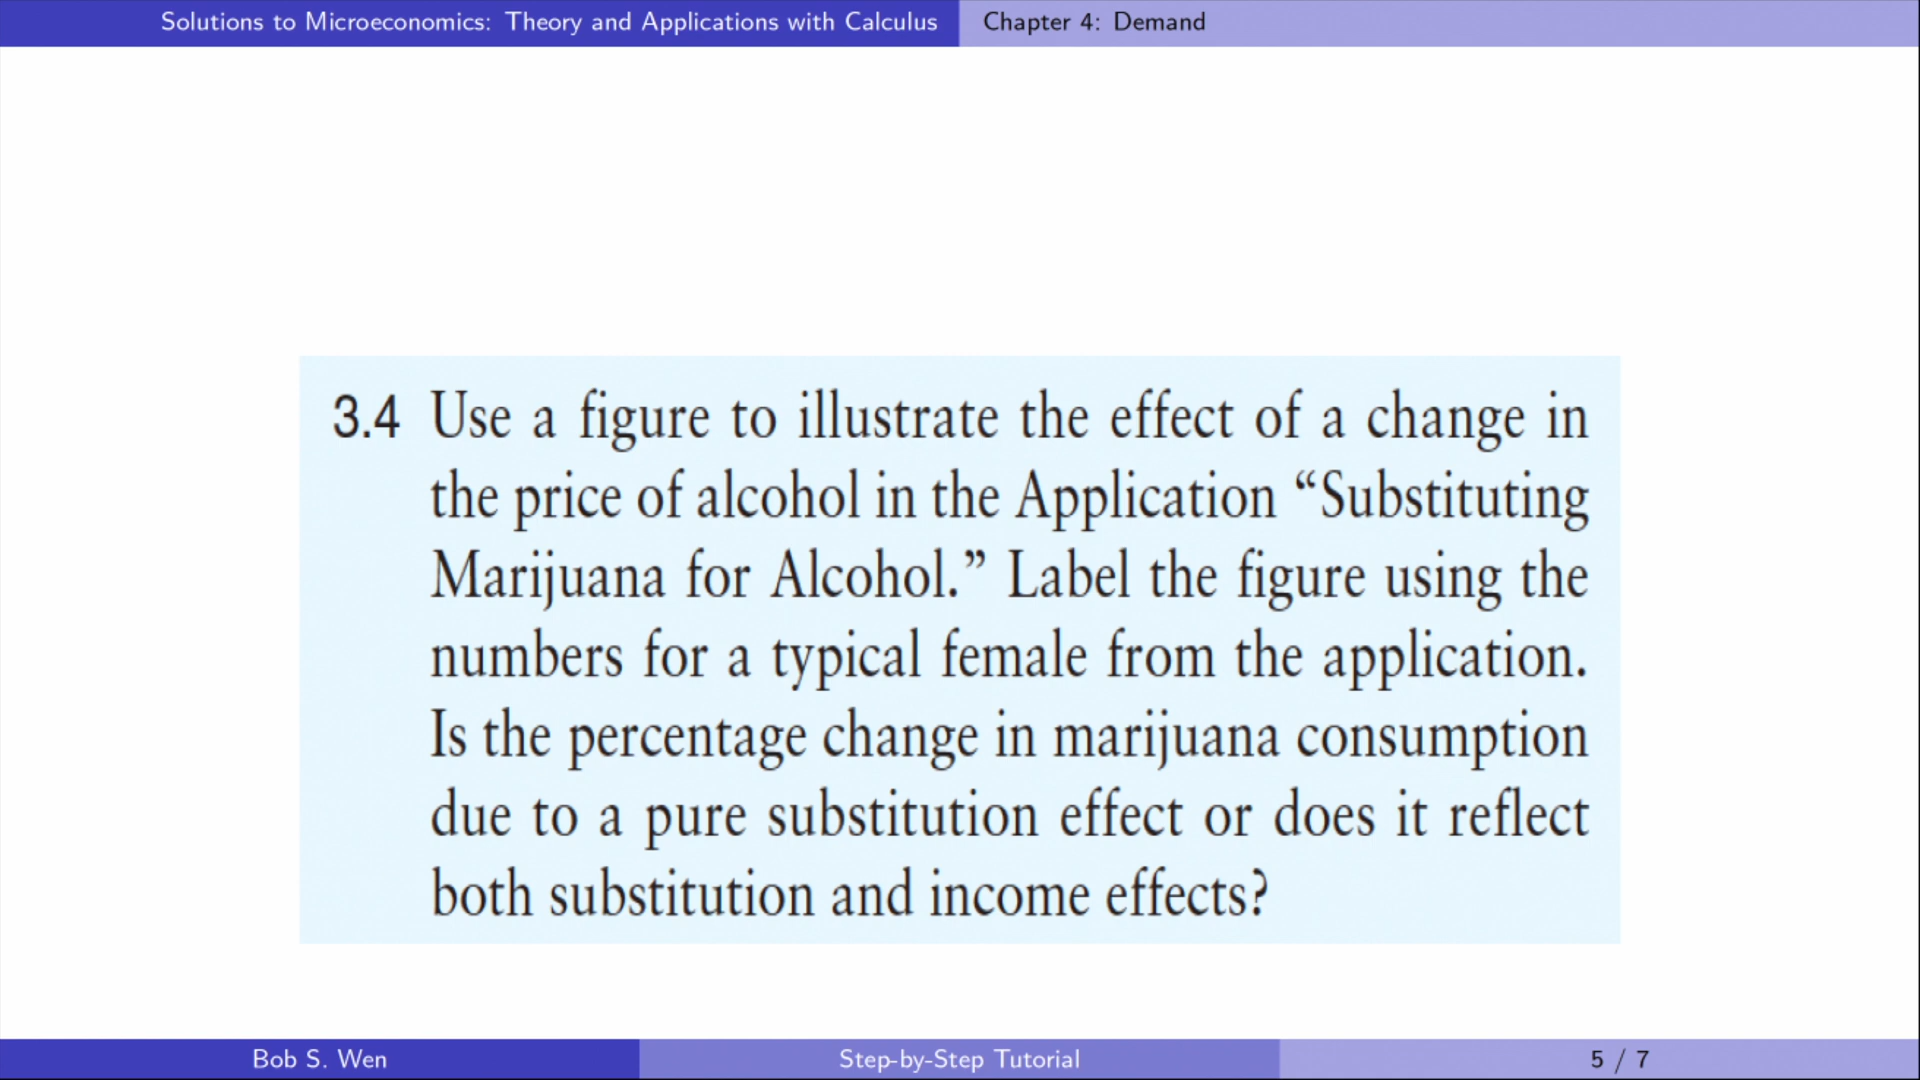 Solutions to Microeconomics: Theory and Applications with Calculus
Chapter 4: Demand
3.4 Use a figure to illustrate the effect of a change in
the price of alcohol in the Application “Substituting
Marijuana for Alcohol.” Label the figure using the
numbers for a typical female from the application.
Is the percentage change in marijuana consumption
due to a pure substitution effect or does it reflect
both substitution and income effects?
Bob S. Wen
Step-by-Step Tutorial
5 / 7